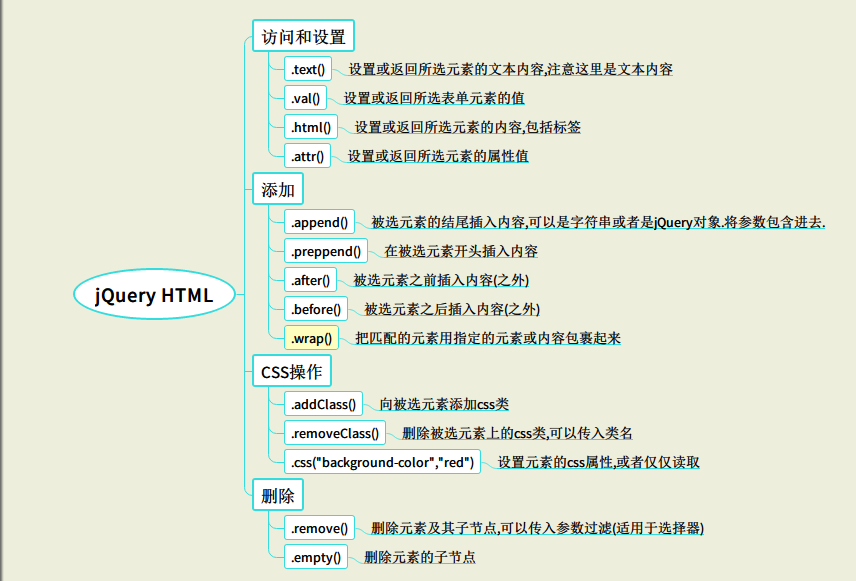 访问和设置
.text() 设置或返回所选元素的文本内容,注意这里是文本内容
.val() 设置或返回所选表单元素的值
.html() 设置或返回所选元素的内容,包括标签
.attr() 设置或返回所选元素的属性值
添加
.append() 被选元素的结尾插入内容,可以是字符串或者是jQuery对象.将参数包含进去.
.preppend() 在被选元素开头插入内容
jQuery HTML
.after() 被选元素之前插入内容(之外)
.before() 被选元素之后插入内容(之外)
.wrap() 把匹配的元素用指定的元素或内容包裹起来
CSS操作
.addClass() 向被选元素添加css类
.removeClass() 删除被选元素上的css类,可以传入类名
.css("background-color","red") 设置元素的css属性,或者仅仅读取
删除
.remove() 删除元素及其子节点,可以传入参数过滤(适用于选择器)
.empty() 删除元素的子节点